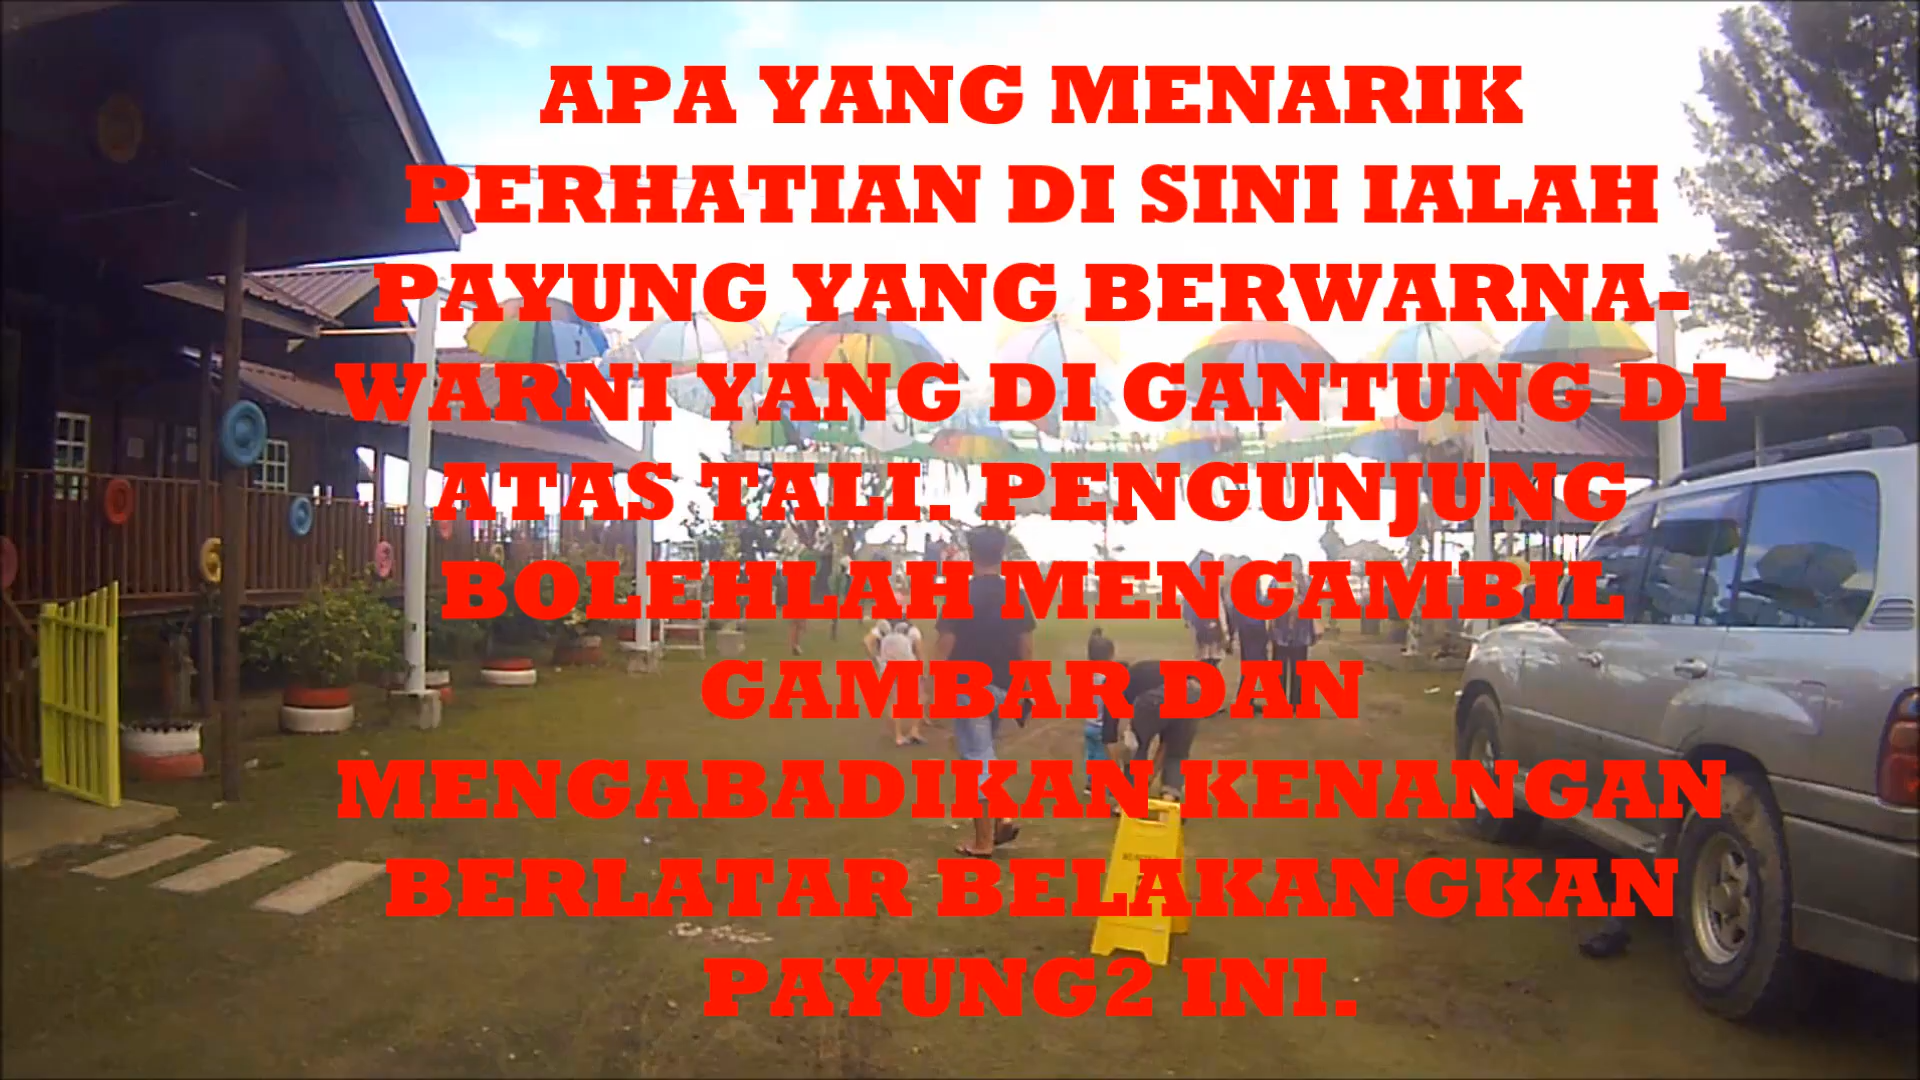 APA YANG MENARIK
PERHATIAN DI SINI IALAH
PAYUNG YANG BERWARNA-
WARNI YANG DI GANTUNG DI
ATAS TALI. PENGUNJUNG
BOLEHLAH MENGAMBIL
GAMBAR DAN
MENGABADIKAN KENANGAN
BERLATAR BELAKANGKAN
PAYUNG2 INI.